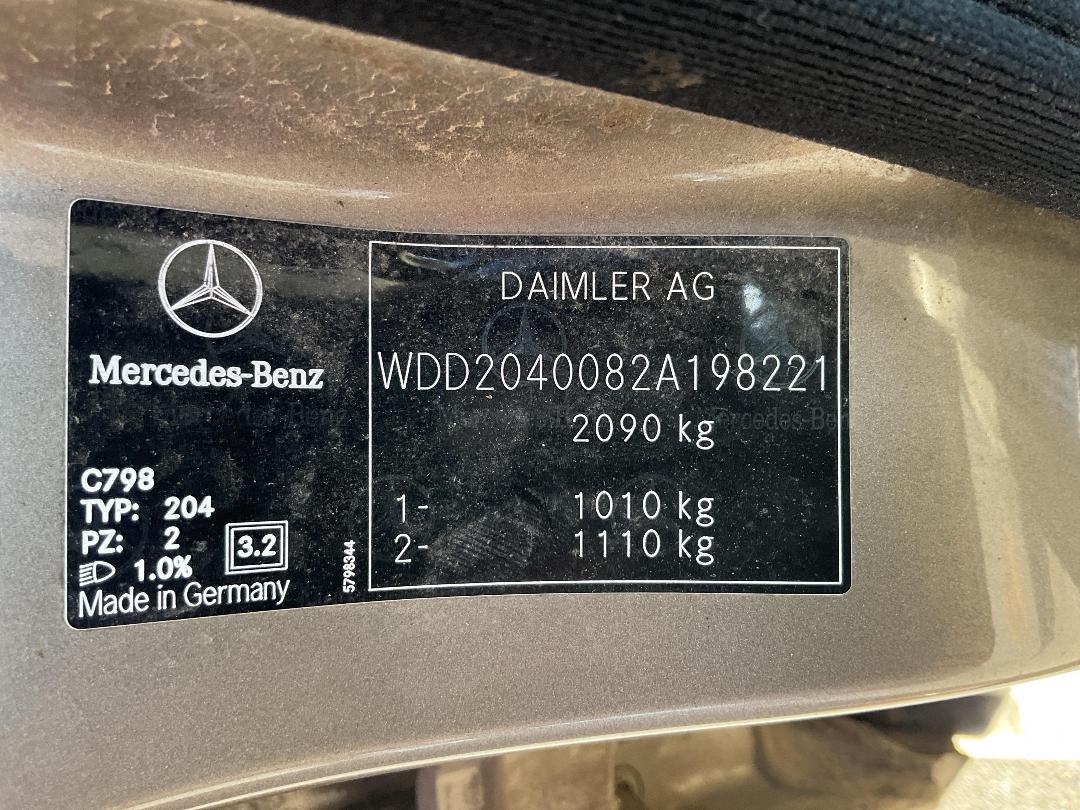 Mercedes-Benz
C798
TYP: 204
PZ: 2
1.0%
3.2
Made in Germany
5798344
DAIMLER AG
WDD2040082A198221
2090 kg
1- 1010 kg
2- 1110 kg